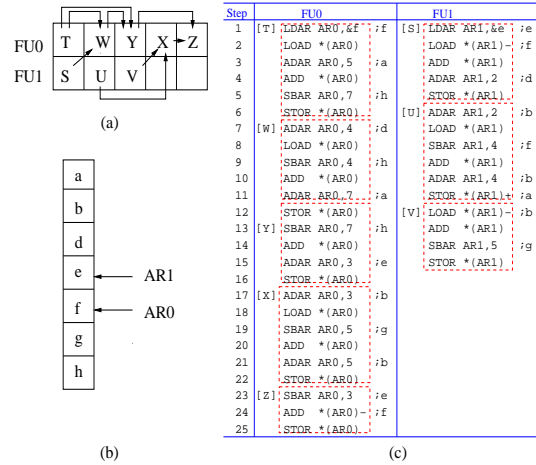 FU0 T W Y X Z
FU1 S U V
(a)
a
b
d
e AR1
f AR0
g
h
(b)
Step FU0 FU1
1 [T] LDAR AR0,&f ;f [S] LDAR AR1,&e ;e
2 LOAD *(AR0) LOAD *(AR1)- ;f
3 ADAR AR0,5 ;a ADD *(AR1)
4 ADD *(AR0) ADAR AR1,2 ;d
5 SBAR AR0,7 ;h STOR *(AR1)
6 STOR *(AR0) [U] ADAR AR1,2 ;b
7 [W] ADAR AR0,4 ;d LOAD *(AR1)
8 LOAD *(AR0) SBAR AR1,4 ;f
9 SBAR AR0,4 ;h ADD *(AR1)
10 ADD *(AR0) ADAR AR1,4 ;b
11 ADAR AR0,7 ;a STOR *(AR1)+ ;a
12 STOR *(AR0) [V] LOAD *(AR1)- ;b
13 [Y] SBAR AR0,7 ;h ADD *(AR1)
14 ADD *(AR0) SBAR AR1,5 ;g
15 ADAR AR0,3 ;e STOR *(AR1)
16 STOR *(AR0)
17 [X] ADAR AR0,3 ;b
18 LOAD *(AR0)
19 SBAR AR0,5 ;g
20 ADD *(AR0)
21 ADAR AR0,5 ;b
22 STOR *(AR0)
23 [Z] SBAR AR0,3 ;e
24 ADD *(AR0)- ;f
25 STOR *(AR0)
(c)